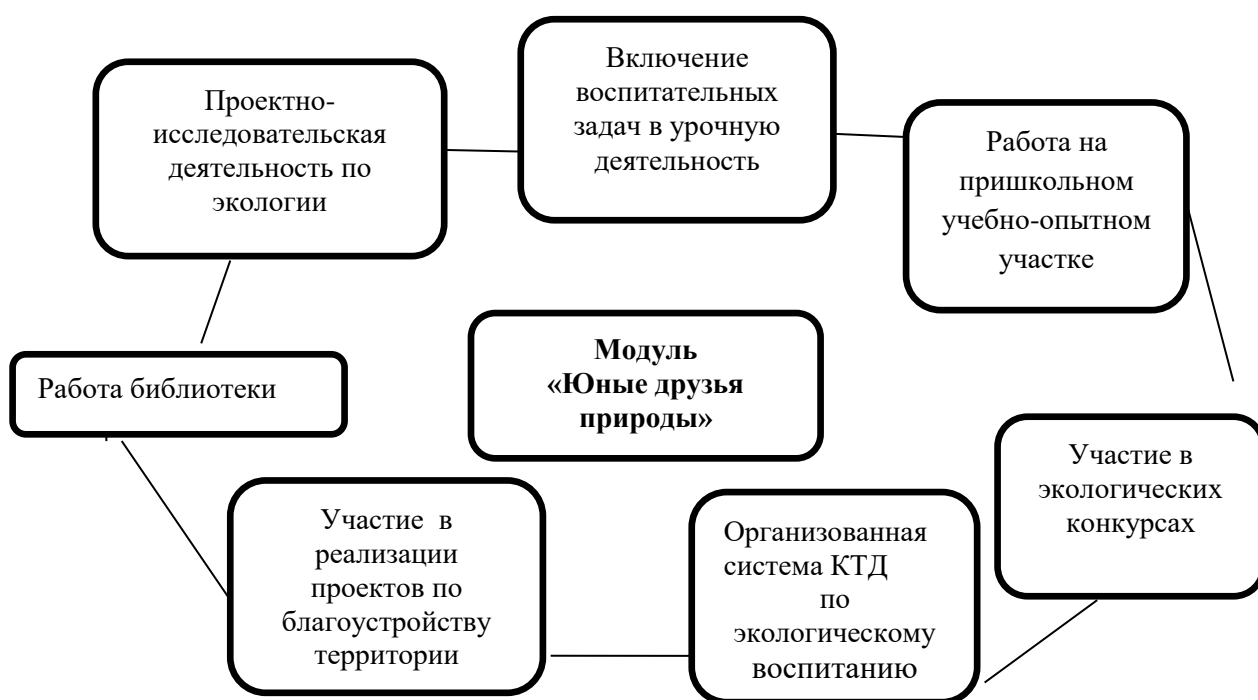 Включение
воспитательных
задач в урочную
деятельность
Проектно-
исследовательская
деятельность по
экологии
Работа на
пришкольном
учебно-опытном
участке
Модуль
«Юные друзья
природы»
Работа библиотеки
Участие в
экологических
конкурсах
Участие в
реализации
проектов по
благоустройству
территории
Организованная
система КТД
по
экологическому
воспитанию